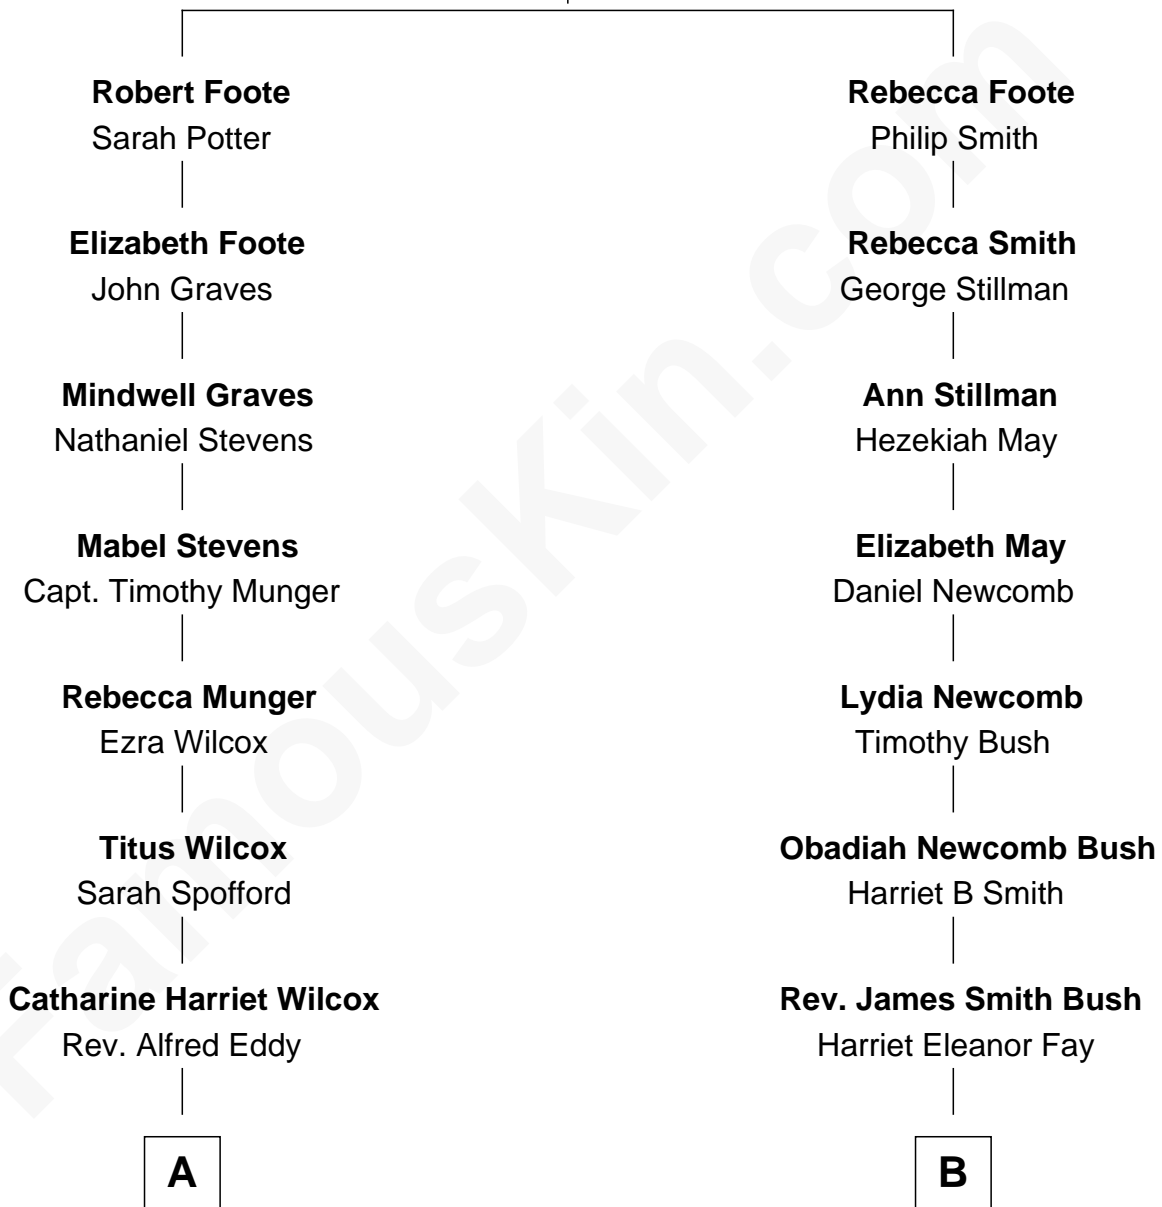 Robert Foote
Sarah Potter
Elizabeth Foote
John Graves
Mindwell Graves
Nathaniel Stevens
Mabel Stevens
Capt. Timothy Munger
Rebecca Munger
Ezra Wilcox
Titus Wilcox
Sarah Spofford
Catharine Harriet Wilcox
Rev. Alfred Eddy
A
Rebecca Foote
Philip Smith
Rebecca Smith
George Stillman
Ann Stillman
Hezekiah May
Elizabeth May
Daniel Newcomb
Lydia Newcomb
Timothy Bush
Obadiah Newcomb Bush
Harriet B Smith
Rev. James Smith Bush
Harriet Eleanor Fay
B
FamousKin.com